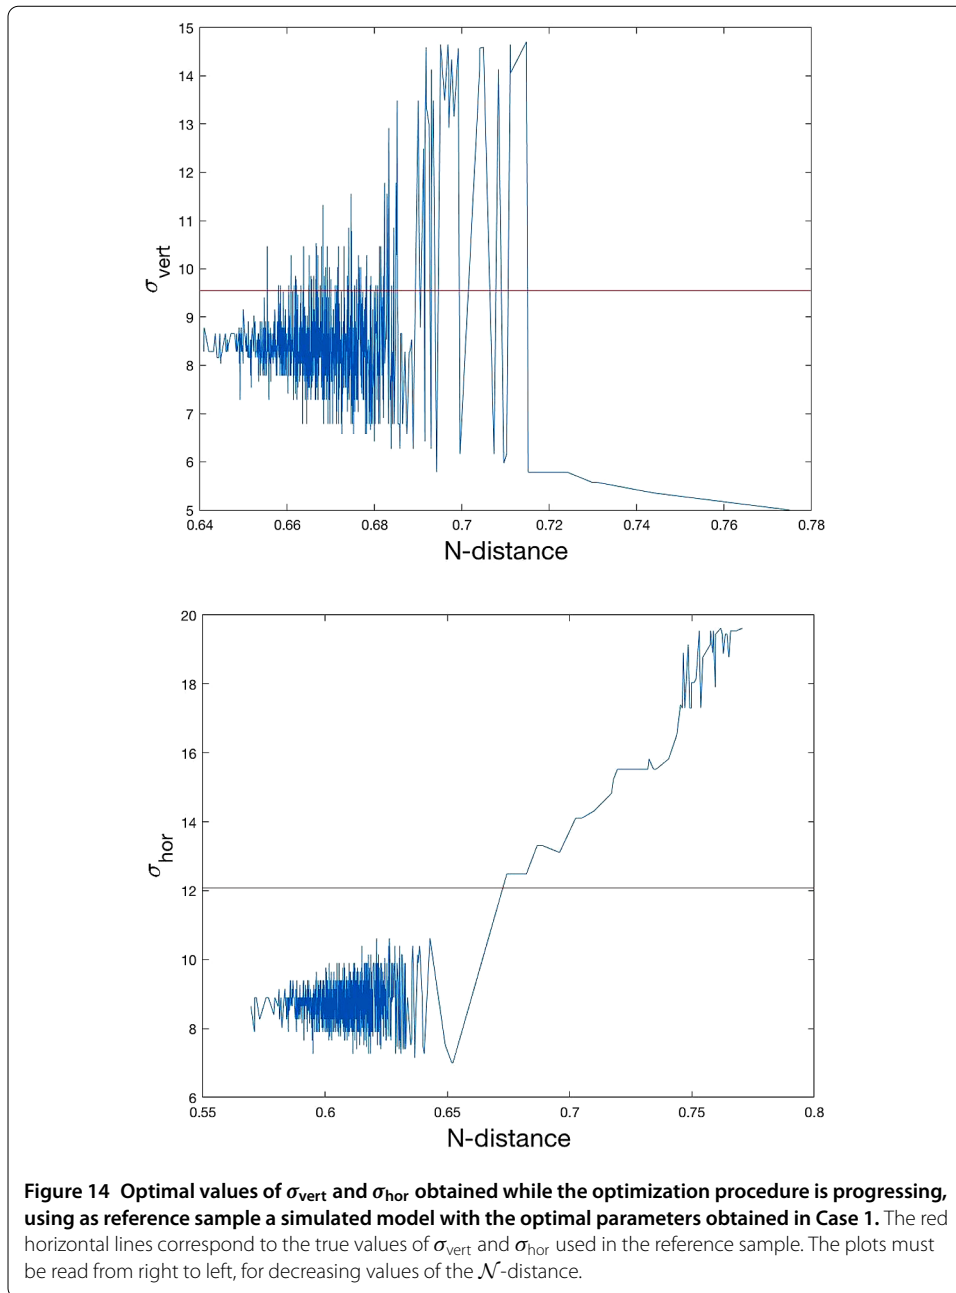 15
14
13
12
11
10
9
8
7
6
5
σvert
0.64 0.66 0.68 0.7 0.72 0.74 0.76 0.78
N-distance
20
18
16
14
12
10
8
6
σhor
0.55 0.6 0.65 0.7 0.75 0.8
N-distance
Figure 14 Optimal values of σvert and σhor obtained while the optimization procedure is progressing,
using as reference sample a simulated model with the optimal parameters obtained in Case 1. The red
horizontal lines correspond to the true values of σvert and σhor used in the reference sample. The plots must
be read from right to left, for decreasing values of the 𝒩-distance.